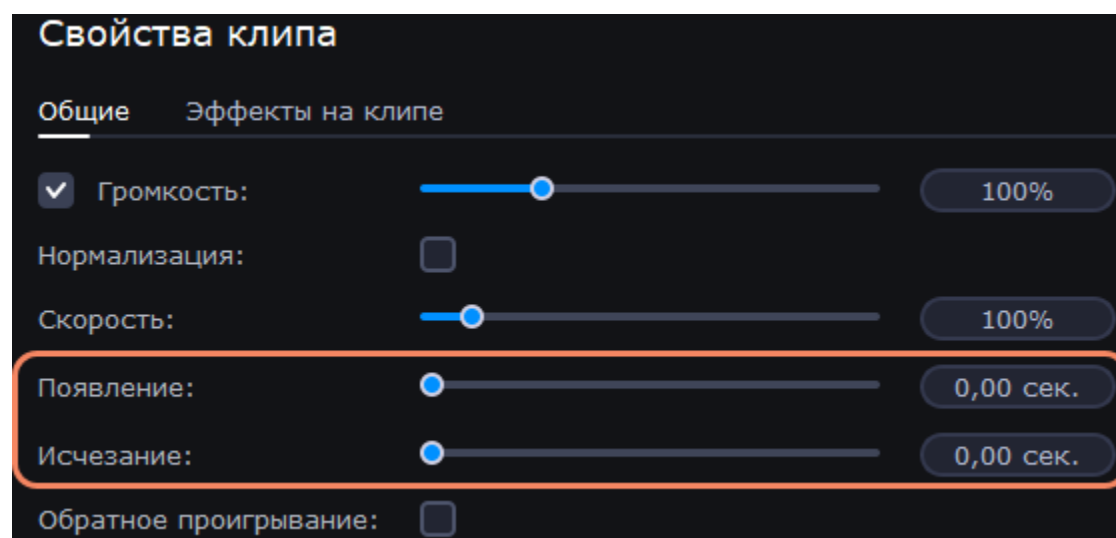 Свойства клипа
Общие Эффекты на клипе
Громкость: 100%
Нормализация:
Скорость: 100%
Появление: 0,00 сек.
Исчезание: 0,00 сек.
Обратное проигрывание: